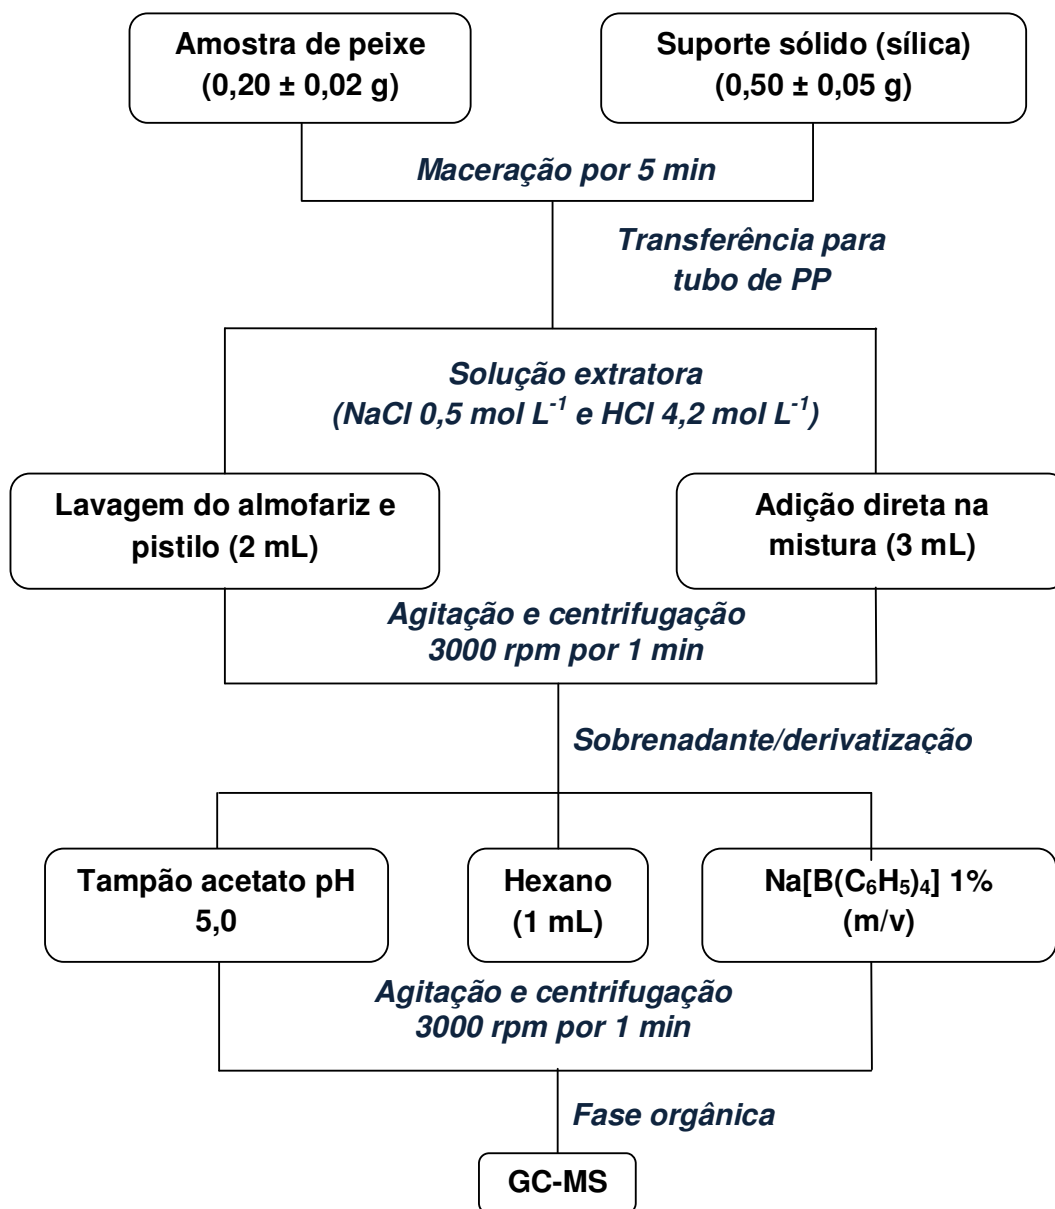 Amostra de peixe
(0,20 ± 0,02 g)
Suporte sólido (sílica)
(0,50 ± 0,05 g)
Maceração por 5 min
Transferência para
tubo de PP
Solução extratora
(NaCl 0,5 mol L⁻¹ e HCl 4,2 mol L⁻¹)
Lavagem do almofariz e
pistilo (2 mL)
Adição direta na
mistura (3 mL)
Agitação e centrifugação
3000 rpm por 1 min
Sobrenadante/derivatização
Tampão acetato pH
5,0
Hexano
(1 mL)
Na[B(C₆H₅)₄] 1%
(m/v)
Agitação e centrifugação
3000 rpm por 1 min
Fase orgânica
GC-MS